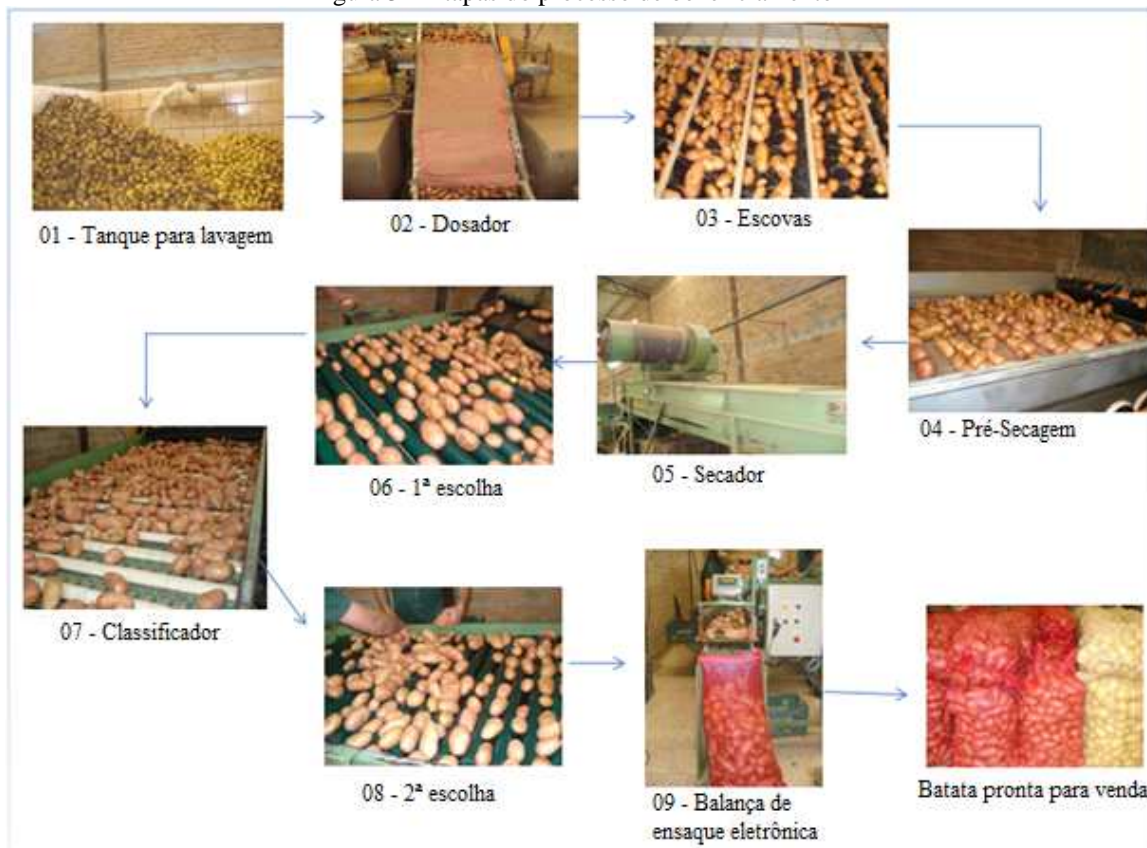 01 - Tanque para lavagem
02 - Dosador
03 - Escovas
04 - Pré-Secagem
05 - Secador
06 - 1ª escolha
07 - Classificador
08 - 2ª escolha
09 - Balança de
ensaque eletrônica
Batata pronta para venda